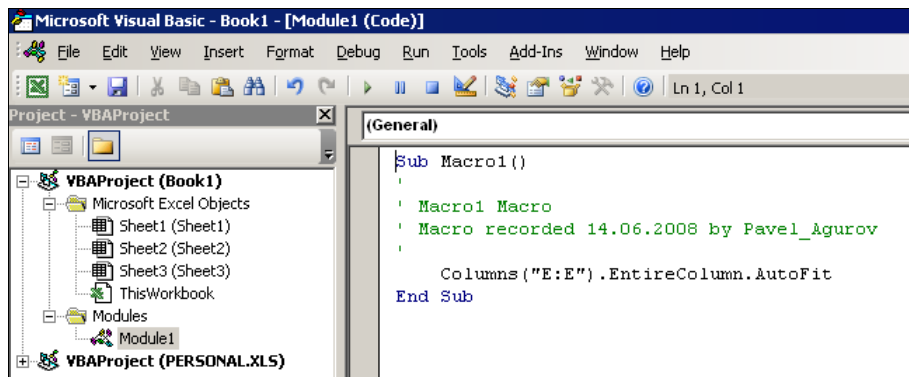 Microsoft Visual Basic - Book1 - [Module1 (Code)]
File Edit View Insert Format Debug Run Tools Add-Ins Window Help
Ln 1, Col 1
Project - VBAProject
(General)
VBAProject (Book1)
Microsoft Excel Objects
Sheet1 (Sheet1)
Sheet2 (Sheet2)
Sheet3 (Sheet3)
ThisWorkbook
Modules
Module1
VBAProject (PERSONAL.XLS)
Sub Macro1()
'
' Macro1 Macro
' Macro recorded 14.06.2008 by Pavel_Agurov
'
Columns("E:E").EntireColumn.AutoFit
End Sub